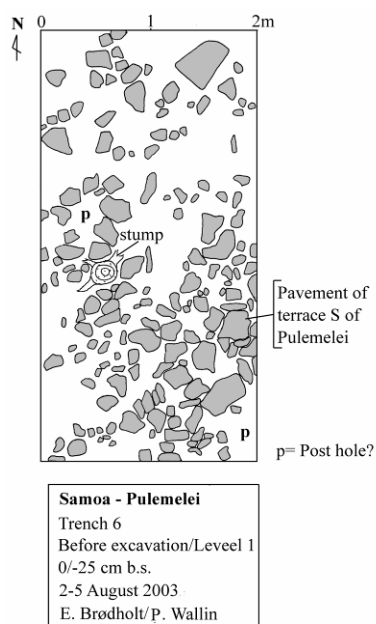 N 0 1 2m
p
stump
Pavement of
terrace S of
Pulemelei
p
p= Post hole?
Samoa - Pulemelei
Trench 6
Before excavation/Leveel 1
0/-25 cm b.s.
2-5 August 2003
E. Brødholt/P. Wallin